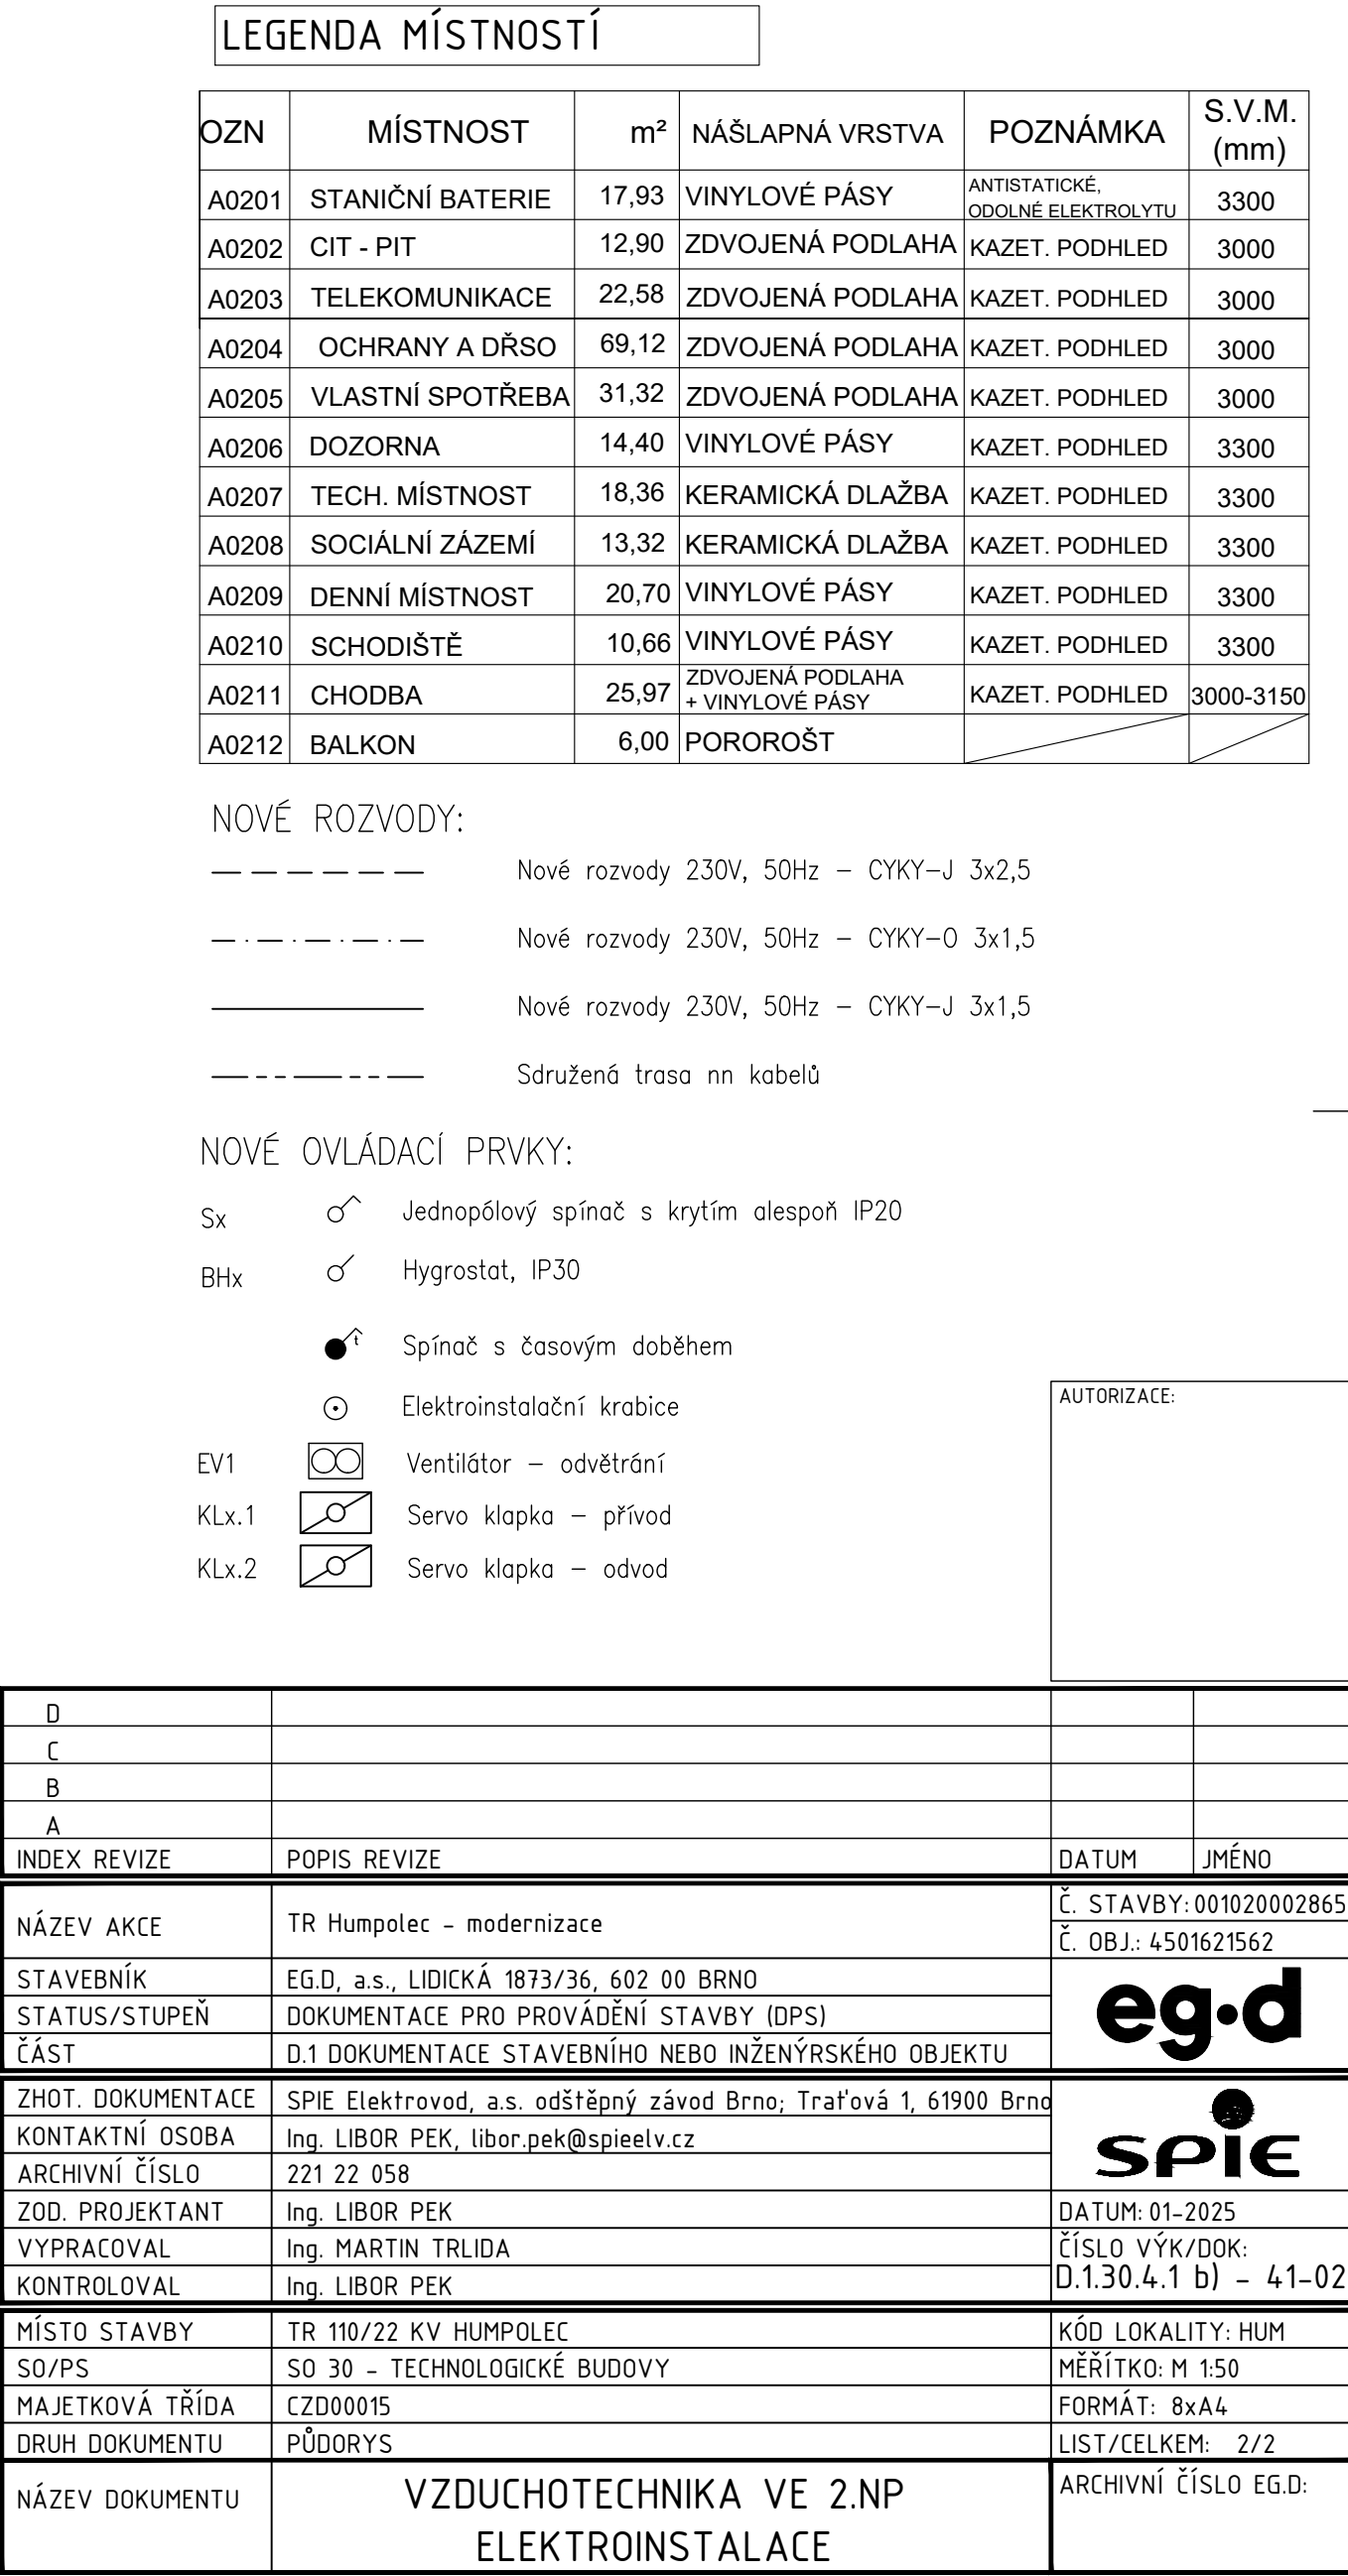 LEGENDA MÍSTNOSTÍ
OZN MÍSTNOST m² NÁŠLAPNÁ VRSTVA POZNÁMKA S.V.M. (mm)
A0201 STANIČNÍ BATERIE 17,93 VINYLOVÉ PÁSY ANTISTATICKÉ, ODOLNÉ ELEKTROLYTU 3300
A0202 CIT - PIT 12,90 ZDVOJENÁ PODLAHA KAZET. PODHLED 3000
A0203 TELEKOMUNIKACE 22,58 ZDVOJENÁ PODLAHA KAZET. PODHLED 3000
A0204 OCHRANY A DŘSO 69,12 ZDVOJENÁ PODLAHA KAZET. PODHLED 3000
A0205 VLASTNÍ SPOTŘEBA 31,32 ZDVOJENÁ PODLAHA KAZET. PODHLED 3000
A0206 DOZORNA 14,40 VINYLOVÉ PÁSY KAZET. PODHLED 3300
A0207 TECH. MÍSTNOST 18,36 KERAMICKÁ DLAŽBA KAZET. PODHLED 3300
A0208 SOCIÁLNÍ ZÁZEMÍ 13,32 KERAMICKÁ DLAŽBA KAZET. PODHLED 3300
A0209 DENNÍ MÍSTNOST 20,70 VINYLOVÉ PÁSY KAZET. PODHLED 3300
A0210 SCHODIŠTĚ 10,66 VINYLOVÉ PÁSY KAZET. PODHLED 3300
A0211 CHODBA 25,97 ZDVOJENÁ PODLAHA + VINYLOVÉ PÁSY KAZET. PODHLED 3000-3150
A0212 BALKON 6,00 POROROŠT
NOVÉ ROZVODY:
Nové rozvody 230V, 50Hz – CYKY-J 3x2,5
Nové rozvody 230V, 50Hz – CYKY-O 3x1,5
Nové rozvody 230V, 50Hz – CYKY-J 3x1,5
Sdružená trasa nn kabelů
NOVÉ OVLÁDACÍ PRVKY:
Sx Jednopólový spínač s krytím alespoň IP20
BHx Hygrostat, IP30
t Spínač s časovým doběhem
Elektroinstalační krabice
EV1 Ventilátor – odvětrání
KLx.1 Servo klapka – přívod
KLx.2 Servo klapka – odvod
AUTORIZACE:
D
C
B
A
INDEX REVIZE POPIS REVIZE DATUM JMÉNO
NÁZEV AKCE TR Humpolec - modernizace Č. STAVBY: 001020002865
Č. OBJ.: 4501621562
STAVEBNÍK EG.D, a.s., LIDICKÁ 1873/36, 602 00 BRNO
eg·d
STATUS/STUPEŇ DOKUMENTACE PRO PROVÁDĚNÍ STAVBY (DPS)
ČÁST D.1 DOKUMENTACE STAVEBNÍHO NEBO INŽENÝRSKÉHO OBJEKTU
ZHOT. DOKUMENTACE SPIE Elektrovod, a.s. odštěpný závod Brno; Traťová 1, 61900 Brno
SPIE
KONTAKTNÍ OSOBA Ing. LIBOR PEK, libor.pek@spieelv.cz
ARCHIVNÍ ČÍSLO 221 22 058
ZOD. PROJEKTANT Ing. LIBOR PEK DATUM: 01-2025
VYPRACOVAL Ing. MARTIN TRLIDA ČÍSLO VÝK/DOK:
KONTROLOVAL Ing. LIBOR PEK D.1.30.4.1 b) - 41-02
MÍSTO STAVBY TR 110/22 KV HUMPOLEC KÓD LOKALITY: HUM
SO/PS SO 30 - TECHNOLOGICKÉ BUDOVY MĚŘÍTKO: M 1:50
MAJETKOVÁ TŘÍDA CZD00015 FORMÁT: 8xA4
DRUH DOKUMENTU PŮDORYS LIST/CELKEM: 2/2
NÁZEV DOKUMENTU VZDUCHOTECHNIKA VE 2.NP ARCHIVNÍ ČÍSLO EG.D:
ELEKTROINSTALACE